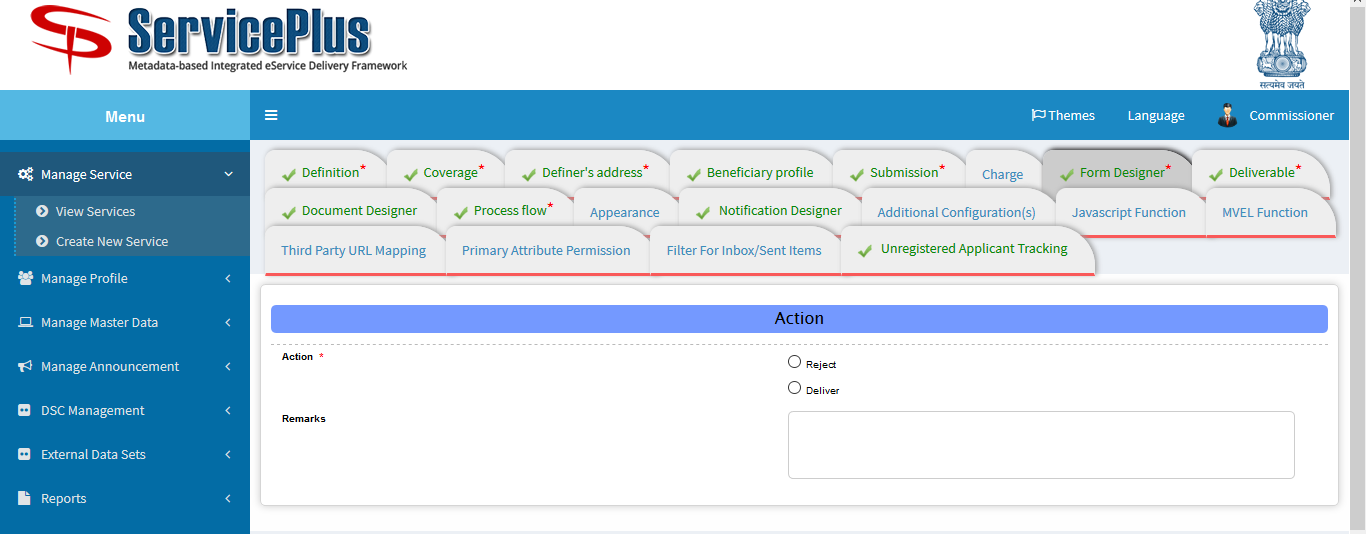 ServicePlus
Metadata-based Integrated eService Delivery Framework
सत्यमेव जयते
Menu
Themes Language Commissioner
Manage Service
View Services
Create New Service
Manage Profile
Manage Master Data
Manage Announcement
DSC Management
External Data Sets
Reports
Definition* Coverage* Definer's address* Beneficiary profile Submission* Charge Form Designer* Deliverable*
Document Designer Process flow* Appearance Notification Designer Additional Configuration(s) Javascript Function MVEL Function
Third Party URL Mapping Primary Attribute Permission Filter For Inbox/Sent Items Unregistered Applicant Tracking
Action
Action * Reject
Deliver
Remarks